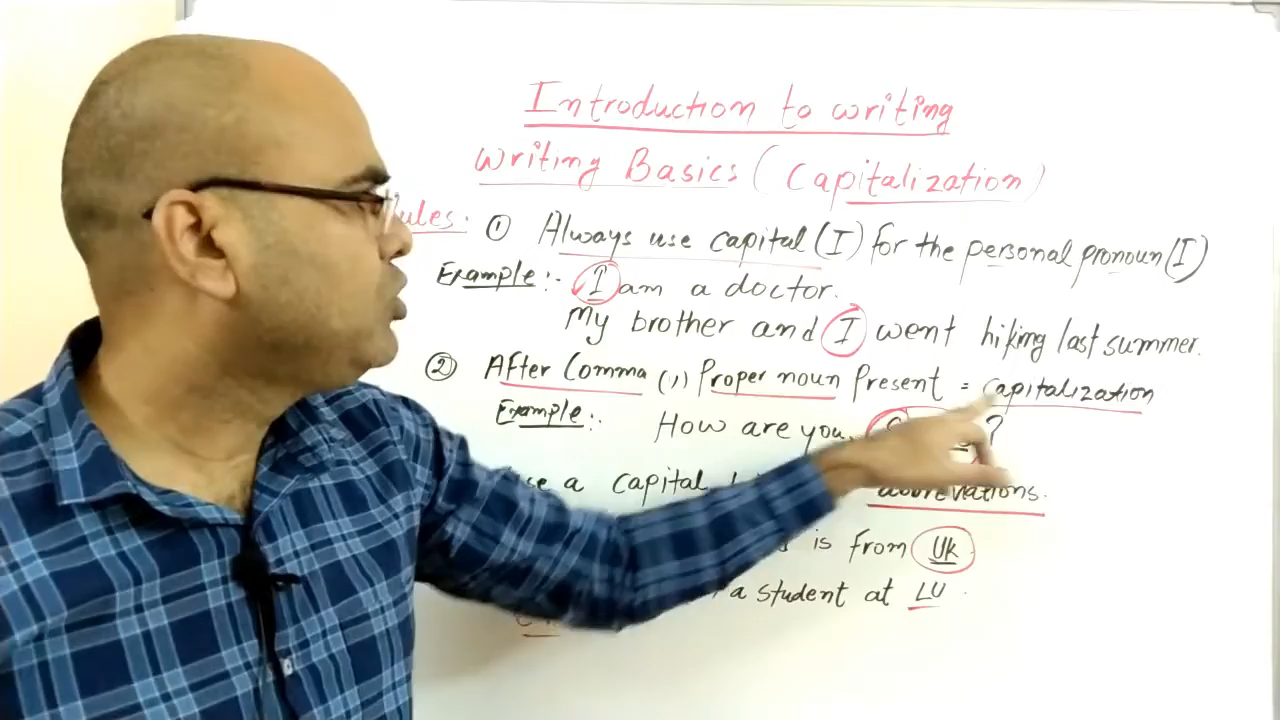 Introduction to writing
writing Basics (Capitalization)
Rules: ① Always use capital (I) for the personal pronoun (I)
Example:- I am a doctor.
My brother and I went hiking last summer.
② After Comma (,) Proper noun Present = Capitalization
Example:- How are you, ?
a capital abbreviations.
is from Uk
a student at LU.